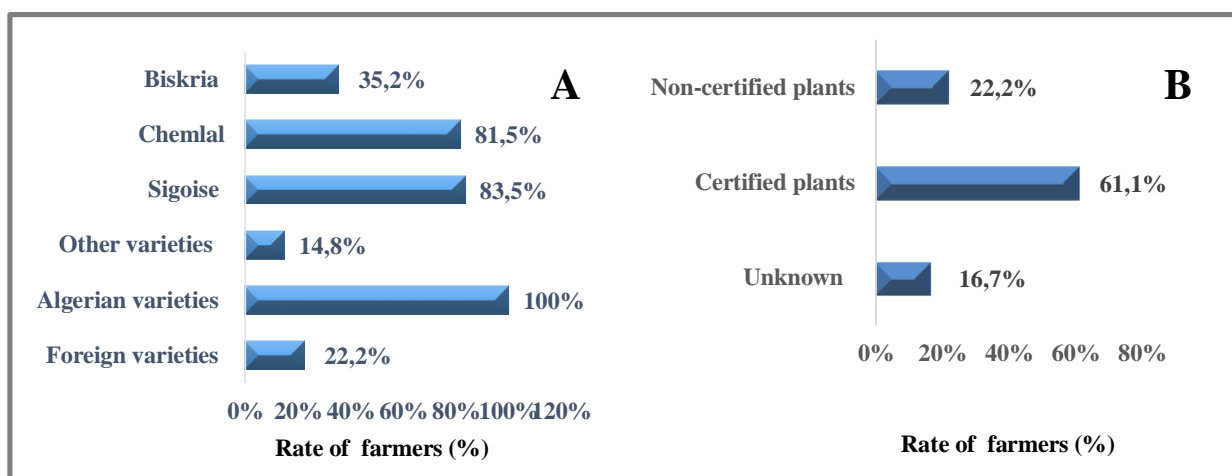 A
Biskria 35,2%
Chemlal 81,5%
Sigoise 83,5%
Other varieties 14,8%
Algerian varieties 100%
Foreign varieties 22,2%
0% 20% 40% 60% 80% 100% 120%
Rate of farmers (%)
B
Non-certified plants 22,2%
Certified plants 61,1%
Unknown 16,7%
0% 20% 40% 60% 80%
Rate of farmers (%)